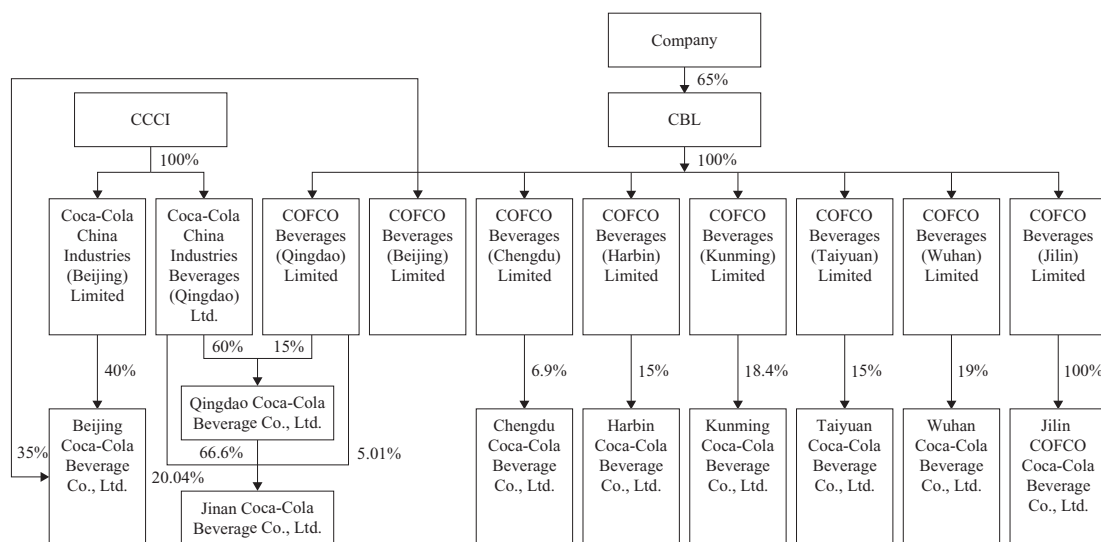 Company
65%
CCCI
CBL
100%
100%
Coca-Cola
China
Industries
(Beijing)
Limited
Coca-Cola
China
Industries
Beverages
(Qingdao)
Ltd.
COFCO
Beverages
(Qingdao)
Limited
COFCO
Beverages
(Beijing)
Limited
COFCO
Beverages
(Chengdu)
Limited
COFCO
Beverages
(Harbin)
Limited
COFCO
Beverages
(Kunming)
Limited
COFCO
Beverages
(Taiyuan)
Limited
COFCO
Beverages
(Wuhan)
Limited
COFCO
Beverages
(Jilin)
Limited
60%
15%
40%
6.9%
15%
18.4%
15%
19%
100%
Qingdao Coca-Cola
Beverage Co., Ltd.
35%
Beijing
Coca-Cola
Beverage
Co., Ltd.
66.6%
5.01%
20.04%
Jinan Coca-Cola
Beverage Co., Ltd.
Chengdu
Coca-Cola
Beverage
Co., Ltd.
Harbin
Coca-Cola
Beverage
Co., Ltd.
Kunming
Coca-Cola
Beverage
Co., Ltd.
Taiyuan
Coca-Cola
Beverage
Co., Ltd.
Wuhan
Coca-Cola
Beverage
Co., Ltd.
Jilin
COFCO
Coca-Cola
Beverage
Co., Ltd.